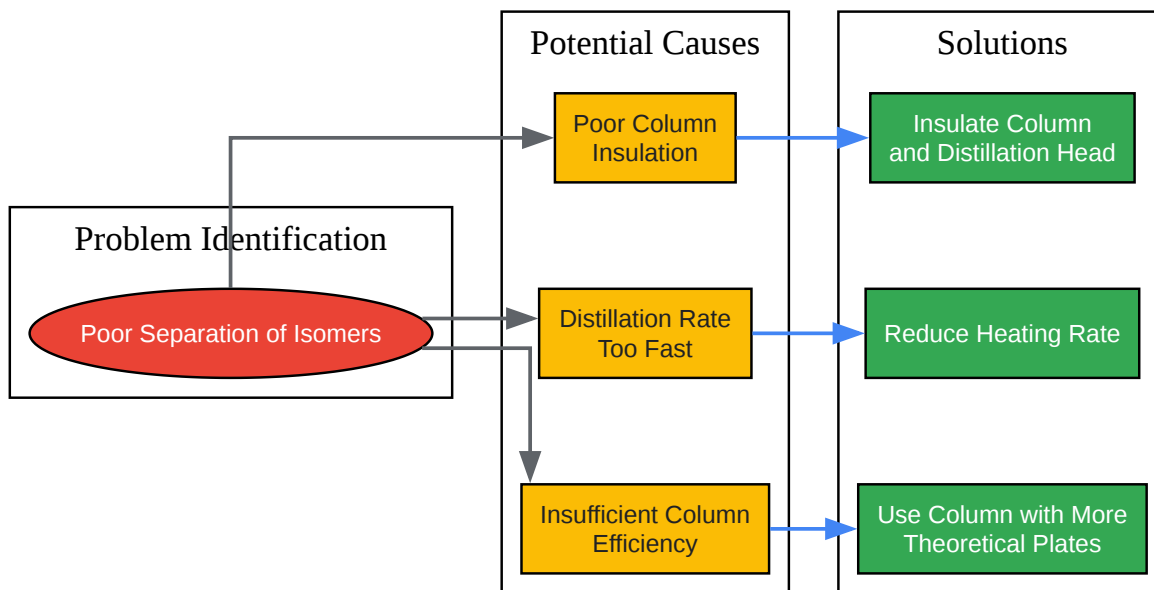 Potential Causes
Solutions
Poor Column
Insulation
Insulate Column
and Distillation Head
Problem Identification
Poor Separation of Isomers
Distillation Rate
Too Fast
Reduce Heating Rate
Insufficient Column
Efficiency
Use Column with More
Theoretical Plates